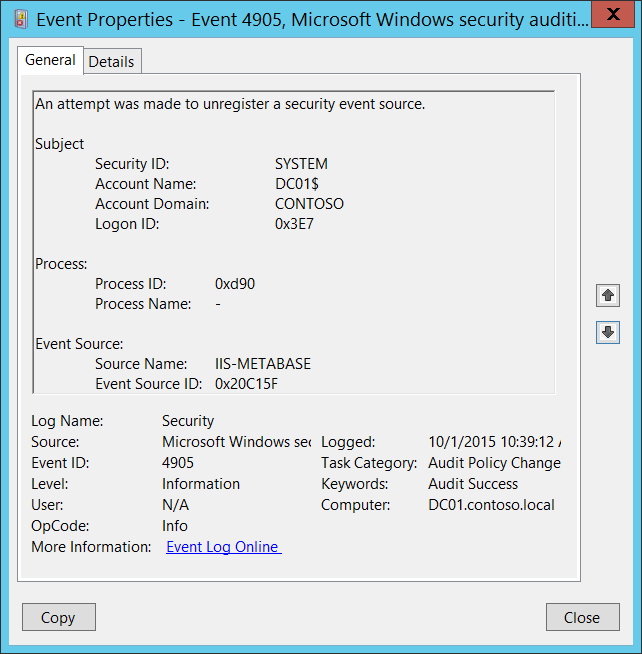 Event Properties - Event 4905, Microsoft Windows security auditi...
X
General Details
An attempt was made to unregister a security event source.
Subject
Security ID: SYSTEM
Account Name: DC01$
Account Domain: CONTOSO
Logon ID: 0x3E7
Process:
Process ID: 0xd90
Process Name: -
Event Source:
Source Name: IIS-METABASE
Event Source ID: 0x20C15F
Log Name: Security
Source: Microsoft Windows sec Logged: 10/1/2015 10:39:12 A
Event ID: 4905 Task Category: Audit Policy Change
Level: Information Keywords: Audit Success
User: N/A Computer: DC01.contoso.local
OpCode: Info
More Information: Event Log Online
Copy Close